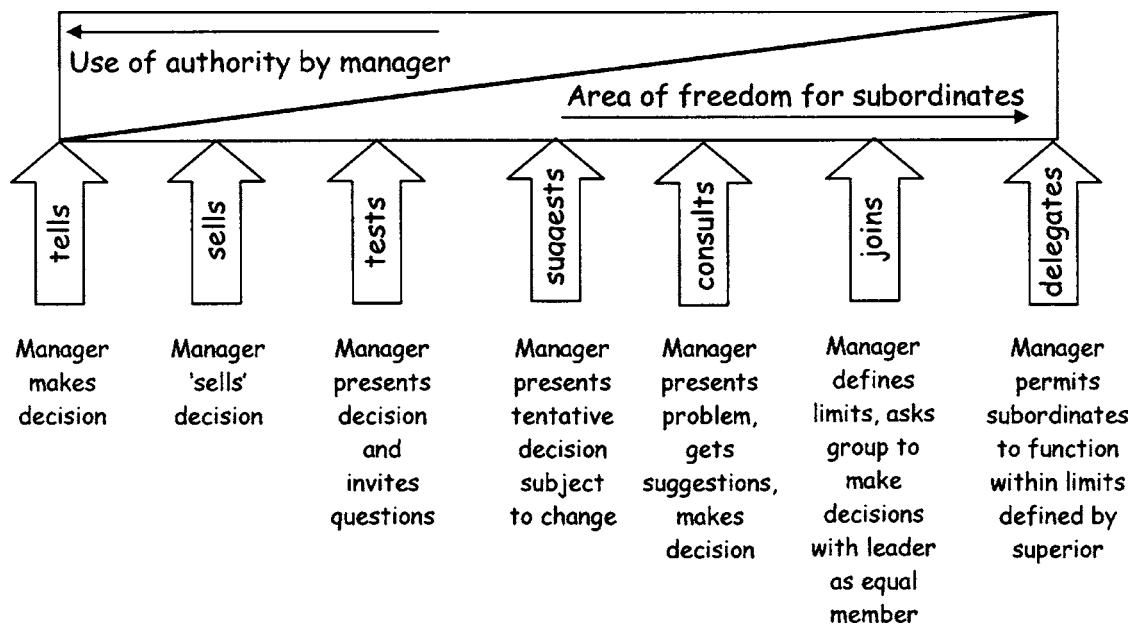 Use of authority by manager
Area of freedom for subordinates
tells
sells
tests
suggests
consults
joins
delegates
Manager
makes
decision
Manager
'sells'
decision
Manager
presents
decision
and
invites
questions
Manager
presents
tentative
decision
subject
to change
Manager
presents
problem,
gets
suggestions,
makes
decision
Manager
defines
limits, asks
group to
make
decisions
with leader
as equal
member
Manager
permits
subordinates
to function
within limits
defined by
superior